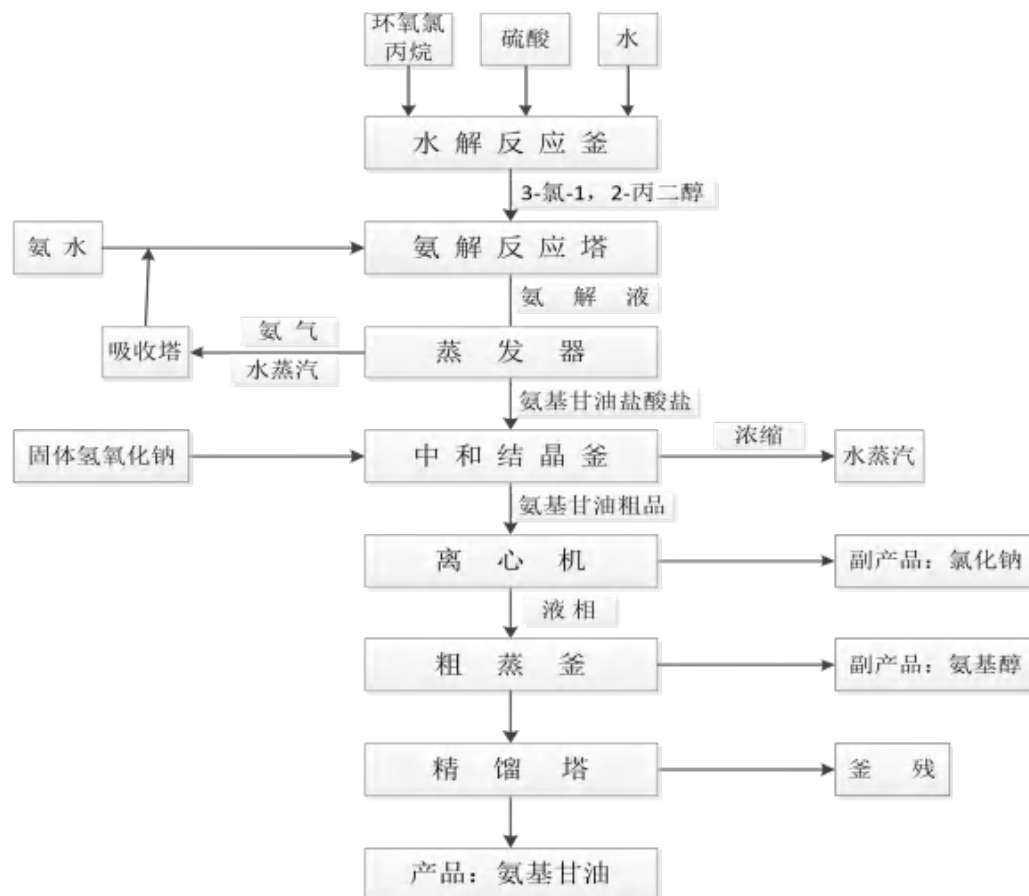 环氧氯
丙烷
硫酸
水
水解反应釜
3-氯-1，2-丙二醇
氨水
氨解反应塔
氨解液
吸收塔
氨气
水蒸汽
蒸发器
氨基甘油盐酸盐
固体氢氧化钠
中和结晶釜
浓缩
水蒸汽
氨基甘油粗品
离心机
副产品：氯化钠
液相
粗蒸釜
副产品：氨基醇
精馏塔
釜残
产品：氨基甘油